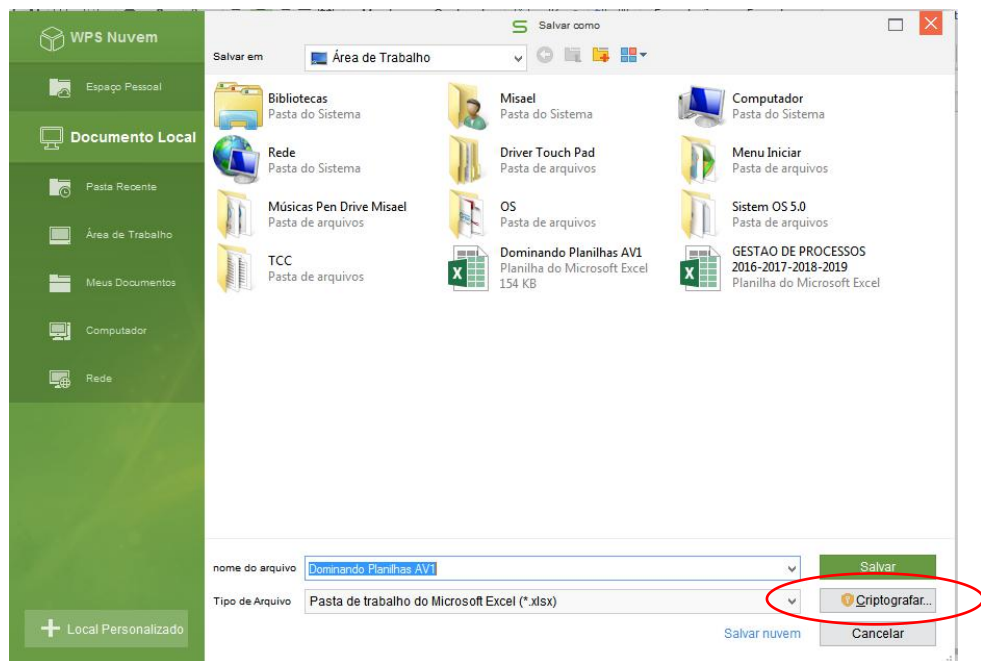 Salvar como
WPS Nuvem
Salvar em
Área de Trabalho
Espaço Pessoal
Documento Local
Pasta Recente
Área de Trabalho
Meus Documentos
Computador
Rede
Local Personalizado
Bibliotecas
Pasta do Sistema
Misael
Pasta do Sistema
Computador
Pasta do Sistema
Rede
Pasta do Sistema
Driver Touch Pad
Pasta de arquivos
Menu Iniciar
Pasta de arquivos
Músicas Pen Drive Misael
Pasta de arquivos
OS
Pasta de arquivos
Sistem OS 5.0
Pasta de arquivos
TCC
Pasta de arquivos
Dominando Planilhas AV1
Planilha do Microsoft Excel
154 KB
GESTAO DE PROCESSOS
2016-2017-2018-2019
Planilha do Microsoft Excel
nome do arquivo
Dominando Planilhas AV1
Salvar
Tipo de Arquivo
Pasta de trabalho do Microsoft Excel (*.xlsx)
Criptografar...
Salvar nuvem
Cancelar